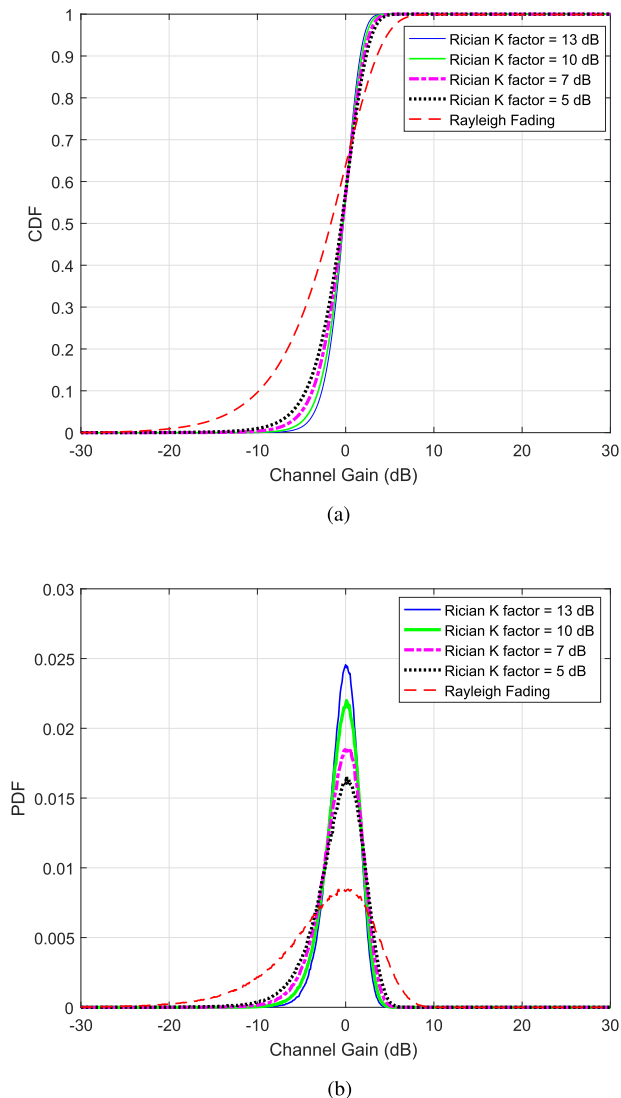 1
0.9
0.8
0.7
0.6
0.5
0.4
0.3
0.2
0.1
0
CDF
Rician K factor = 13 dB
Rician K factor = 10 dB
Rician K factor = 7 dB
Rician K factor = 5 dB
Rayleigh Fading
-30 -20 -10 0 10 20 30
Channel Gain (dB)
(a)
0.03
0.025
0.02
0.015
0.01
0.005
0
PDF
Rician K factor = 13 dB
Rician K factor = 10 dB
Rician K factor = 7 dB
Rician K factor = 5 dB
Rayleigh Fading
-30 -20 -10 0 10 20 30
Channel Gain (dB)
(b)